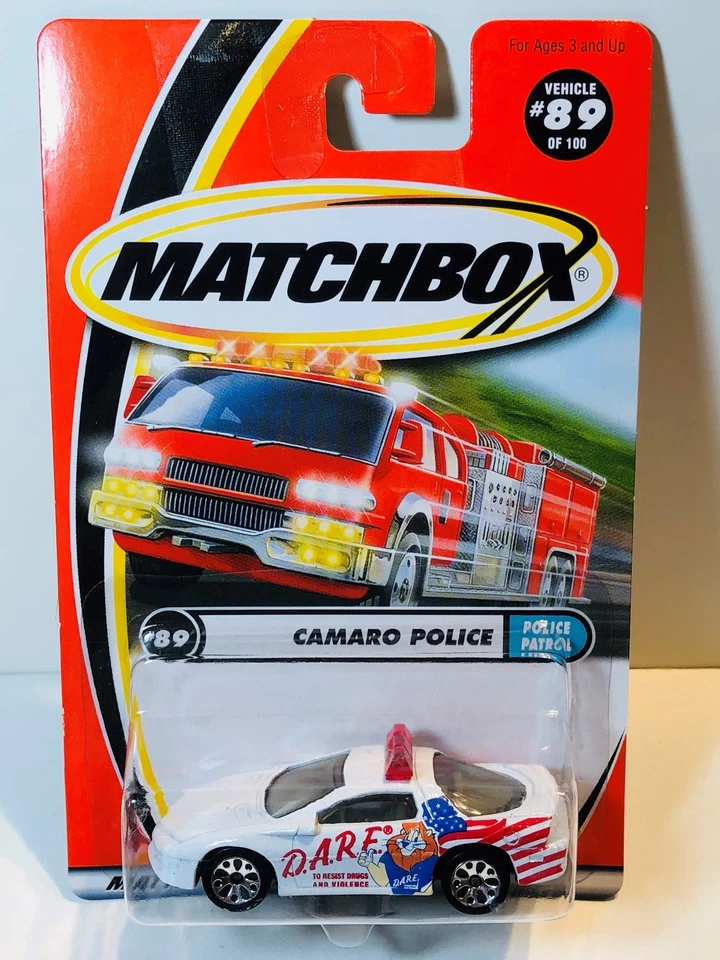 For Ages 3 and Up
VEHICLE
#89
OF 100
MATCHBOX®
#89
CAMARO POLICE
POLICE
PATROL
D.A.R.E.®
TO RESIST DRUGS
AND VIOLENCE
D.A.R.E.